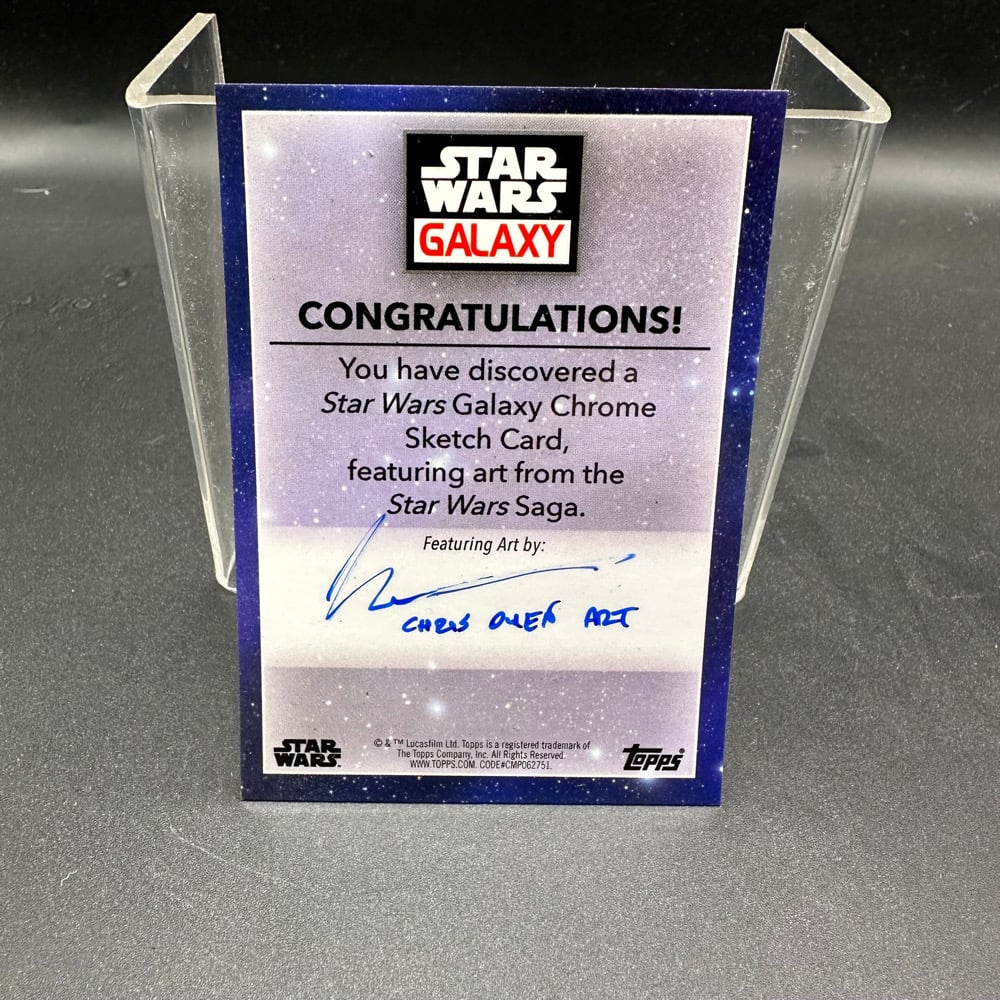 STAR
WARS
GALAXY
CONGRATULATIONS!
You have discovered a
Star Wars Galaxy Chrome
Sketch Card,
featuring art from the
Star Wars Saga.
Featuring Art by:
CHRIS OWEN ART
STAR
WARS
© & ™ Lucasfilm Ltd. Topps is a registered trademark of
The Topps Company, Inc. All Rights Reserved.
WWW.TOPPS.COM. CODE#CMP062751.
topps®